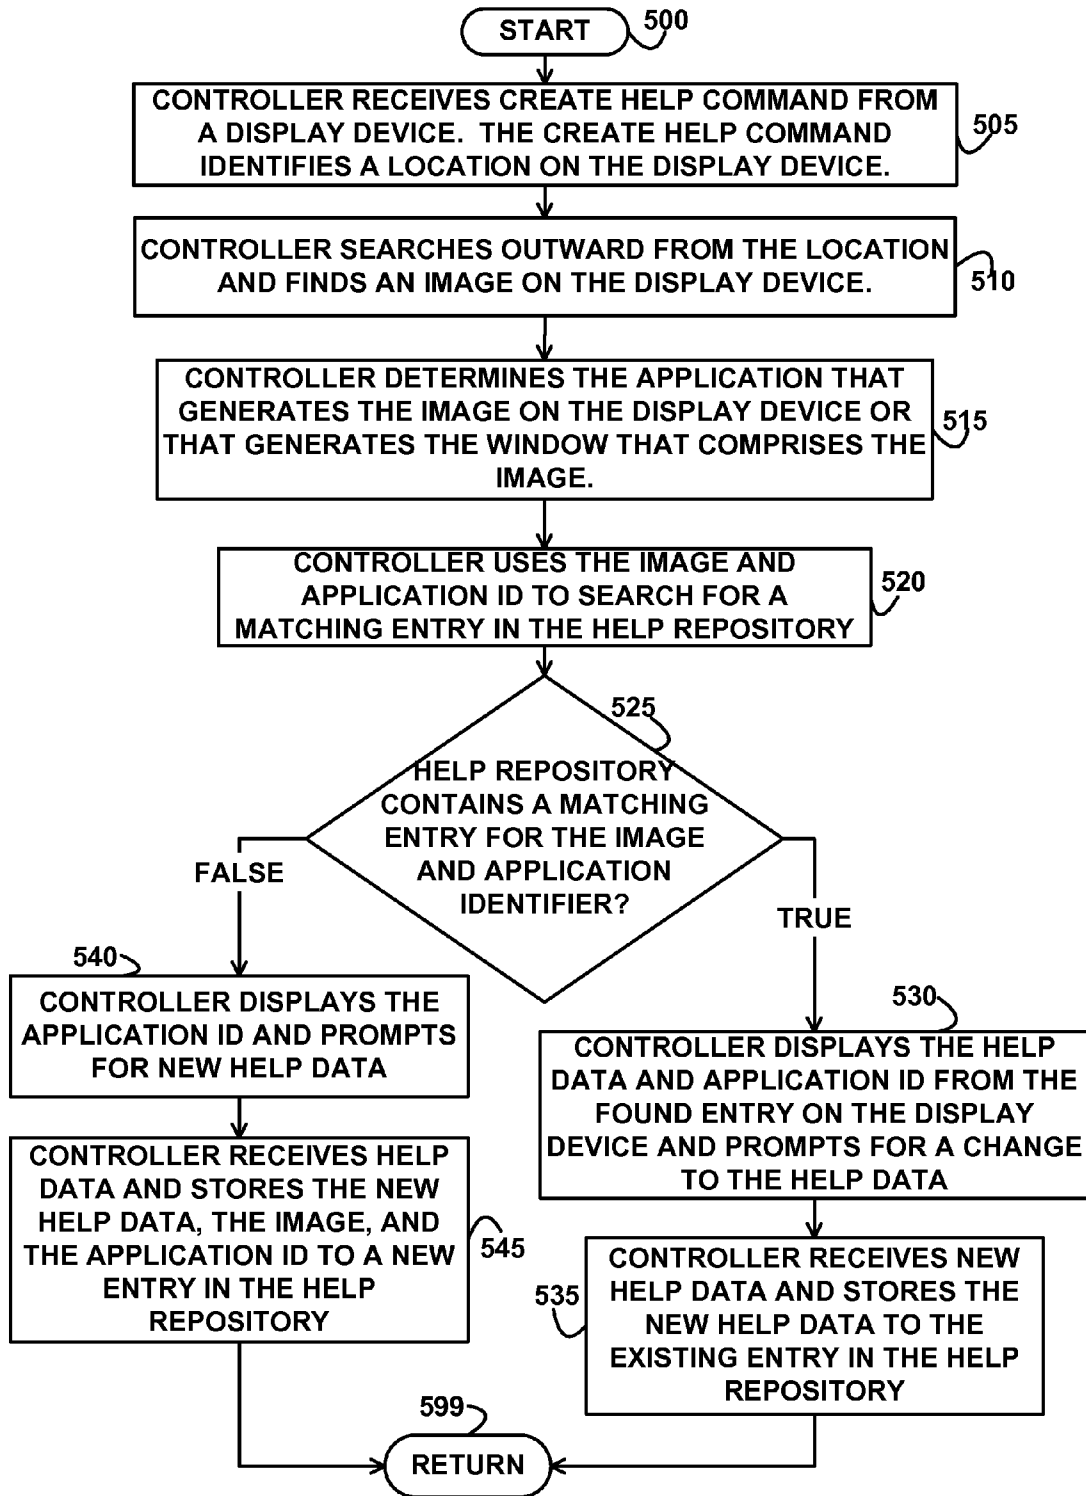 START
500
CONTROLLER RECEIVES CREATE HELP COMMAND FROM
A DISPLAY DEVICE.  THE CREATE HELP COMMAND
IDENTIFIES A LOCATION ON THE DISPLAY DEVICE.
505
CONTROLLER SEARCHES OUTWARD FROM THE LOCATION
AND FINDS AN IMAGE ON THE DISPLAY DEVICE.
510
CONTROLLER DETERMINES THE APPLICATION THAT
GENERATES THE IMAGE ON THE DISPLAY DEVICE OR
THAT GENERATES THE WINDOW THAT COMPRISES THE
IMAGE.
515
CONTROLLER USES THE IMAGE AND
APPLICATION ID TO SEARCH FOR A
MATCHING ENTRY IN THE HELP REPOSITORY
520
525
HELP REPOSITORY
CONTAINS A MATCHING
ENTRY FOR THE IMAGE
AND APPLICATION
IDENTIFIER?
FALSE
TRUE
540
CONTROLLER DISPLAYS THE
APPLICATION ID AND PROMPTS
FOR NEW HELP DATA
530
CONTROLLER DISPLAYS THE HELP
DATA AND APPLICATION ID FROM THE
FOUND ENTRY ON THE DISPLAY
DEVICE AND PROMPTS FOR A CHANGE
TO THE HELP DATA
CONTROLLER RECEIVES HELP
DATA AND STORES THE NEW
HELP DATA, THE IMAGE, AND
THE APPLICATION ID TO A NEW
ENTRY IN THE HELP
REPOSITORY
545
535
CONTROLLER RECEIVES NEW
HELP DATA AND STORES THE
NEW HELP DATA TO THE
EXISTING ENTRY IN THE HELP
REPOSITORY
599
RETURN